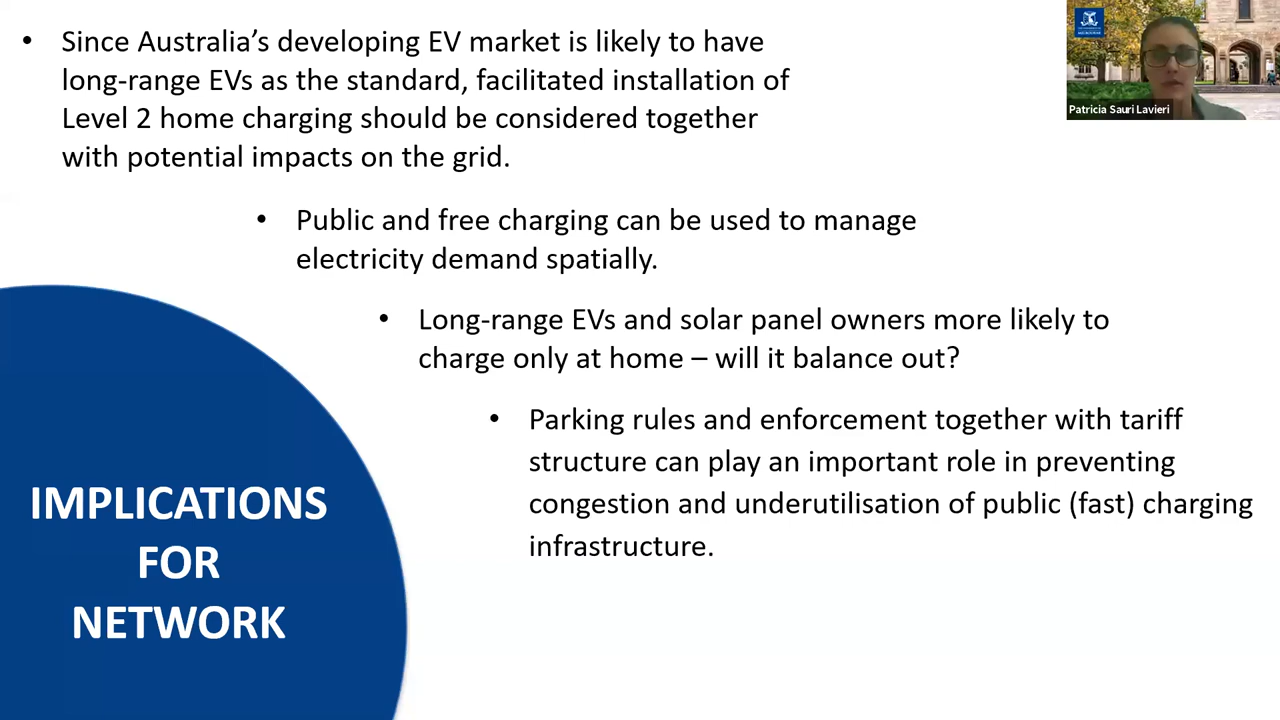 • Since Australia’s developing EV market is likely to have
long-range EVs as the standard, facilitated installation of
Level 2 home charging should be considered together
with potential impacts on the grid.
• Public and free charging can be used to manage
electricity demand spatially.
• Long-range EVs and solar panel owners more likely to
charge only at home – will it balance out?
• Parking rules and enforcement together with tariff
structure can play an important role in preventing
congestion and underutilisation of public (fast) charging
infrastructure.
IMPLICATIONS
FOR
NETWORK
Patricia Sauri Lavieri